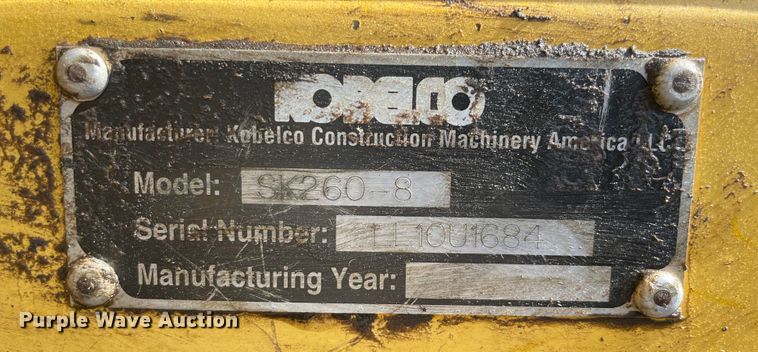 KOBELCO
Manufacturer: Kobelco Construction Machinery America LLC
Model: SK260-8
Serial Number: LL10U1684
Manufacturing Year:
Purple Wave Auction